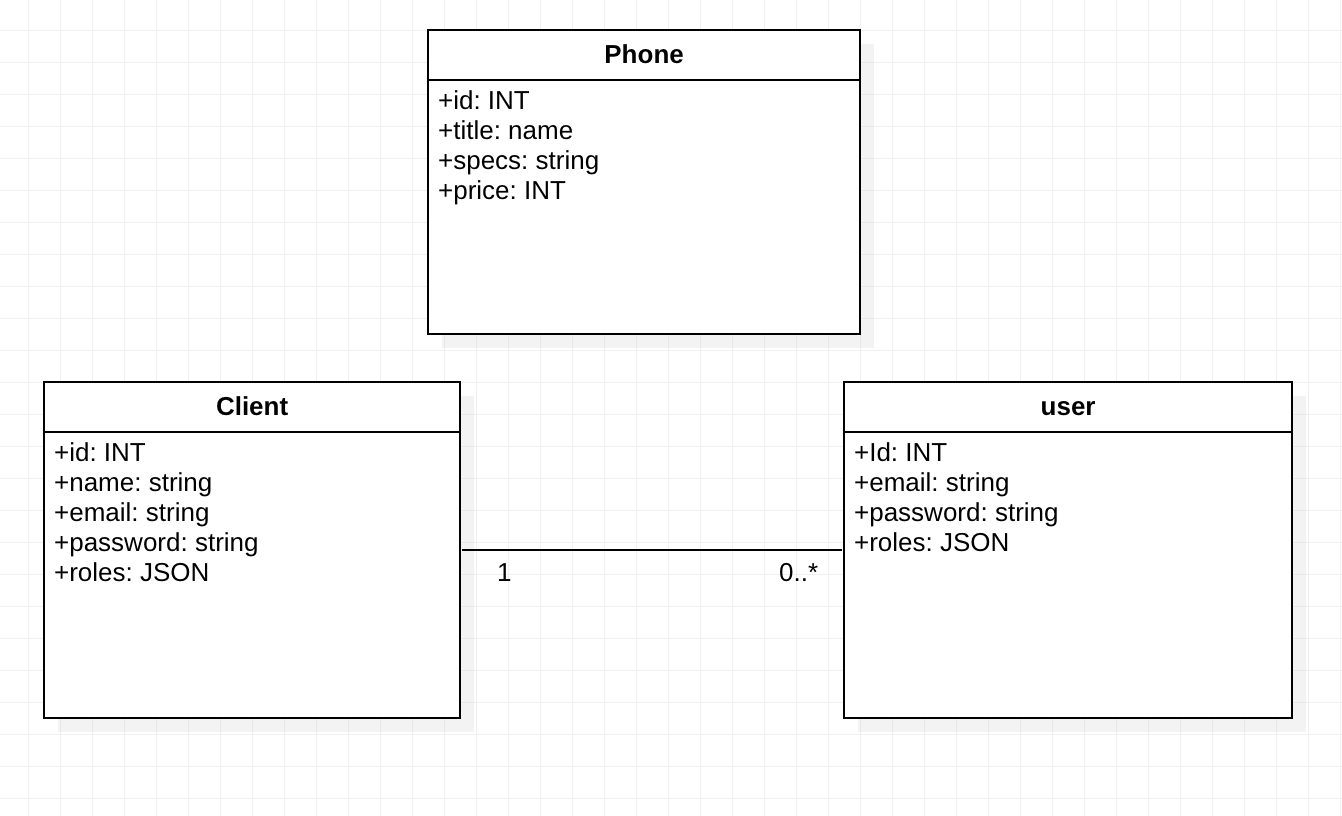 Phone
+id: INT
+title: name
+specs: string
+price: INT
Client
+id: INT
+name: string
+email: string
+password: string
+roles: JSON
1
0..*
user
+Id: INT
+email: string
+password: string
+roles: JSON